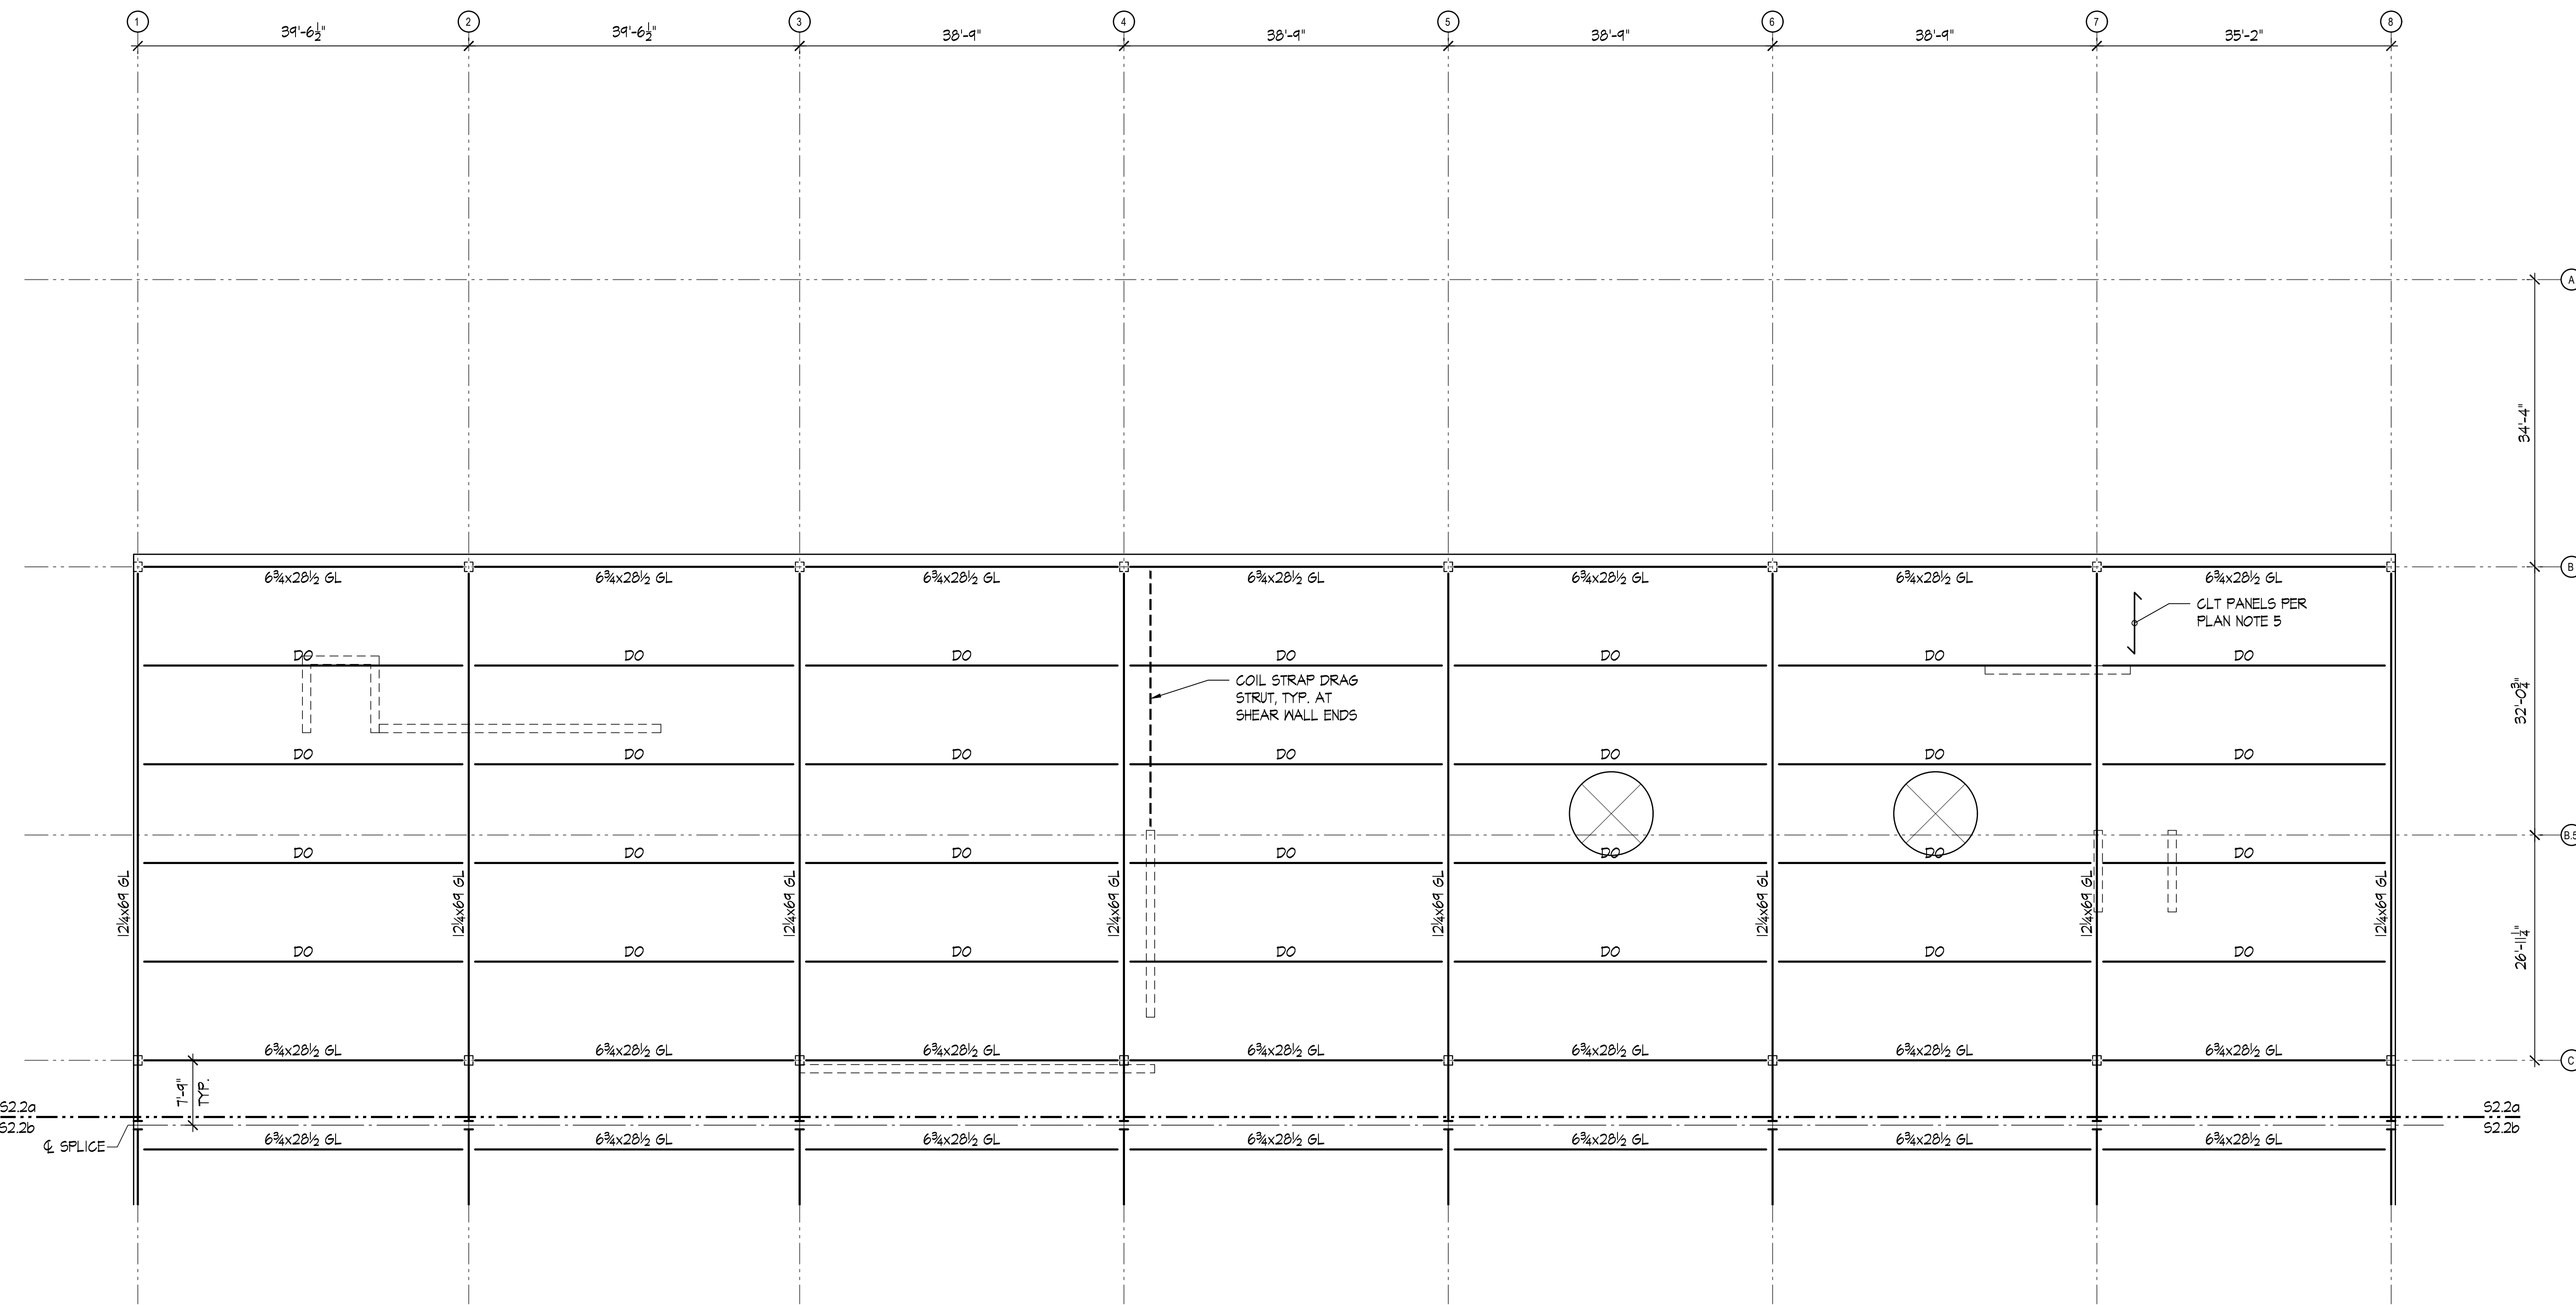 1 2 3 4 5 6 7 8
39'-6½" 39'-6½" 38'-9" 38'-9" 38'-9" 38'-9" 35'-2"
A
34'-4"
B
6¾x28½ GL 6¾x28½ GL 6¾x28½ GL 6¾x28½ GL 6¾x28½ GL 6¾x28½ GL 6¾x28½ GL
CLT PANELS PER
PLAN NOTE 5
DO DO DO DO DO DO DO
COIL STRAP DRAG
STRUT, TYP. AT
SHEAR WALL ENDS
32'-0¾"
DO DO DO DO DO DO DO
B.5
DO DO DO DO DO DO DO
12¼x69 GL 12¼x69 GL 12¼x69 GL 12¼x69 GL 12¼x69 GL 12¼x69 GL 12¼x69 GL 12¼x69 GL
26'-11¼"
DO DO DO DO DO DO DO
6¾x28½ GL 6¾x28½ GL 6¾x28½ GL 6¾x28½ GL 6¾x28½ GL 6¾x28½ GL 6¾x28½ GL
C
7'-9"
TYP.
S2.2a S2.2a
S2.2b S2.2b
℄ SPLICE
6¾x28½ GL 6¾x28½ GL 6¾x28½ GL 6¾x28½ GL 6¾x28½ GL 6¾x28½ GL 6¾x28½ GL